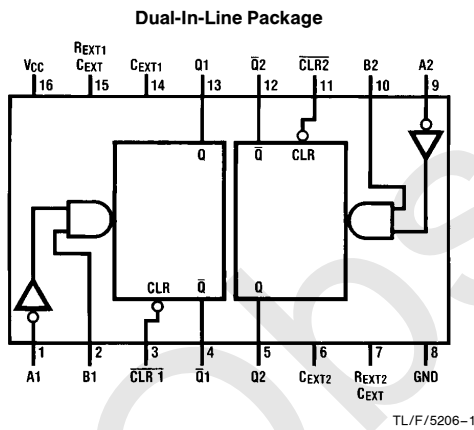 Dual-In-Line Package
VCC REXT1 CEXT CEXT1 Q1 Q̅2 C̅L̅R̅2̅ B2 A2
16 15 14 13 12 11 10 9
Q Q̅ CLR
CLR Q̅ Q
1 2 3 4 5 6 7 8
A1 B1 C̅L̅R̅ 1̅ Q̅1 Q2 CEXT2 REXT2 CEXT GND
TL/F/5206–1
obs